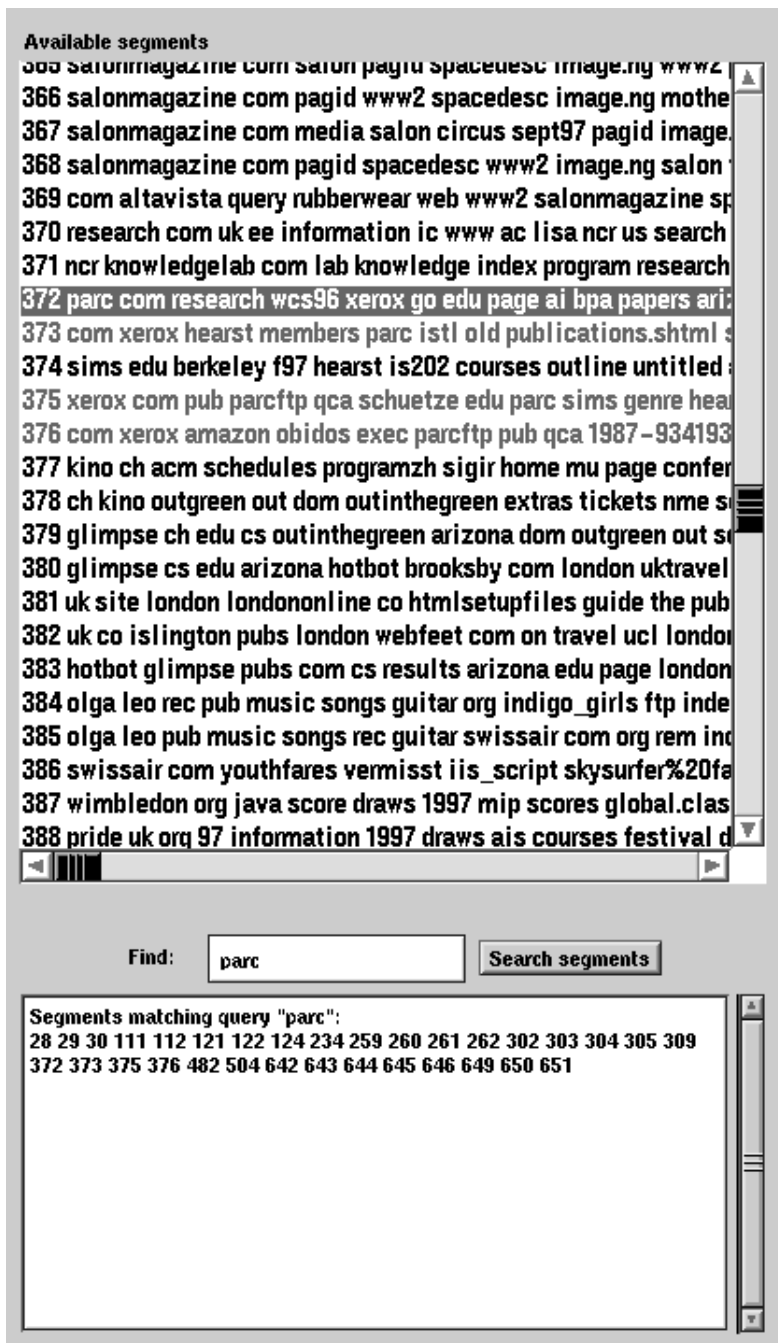 Available segments
365 salonmagazine com salon pagid spacedesc image.ng www2
366 salonmagazine com pagid www2 spacedesc image.ng mothe
367 salonmagazine com media salon circus sept97 pagid image.
368 salonmagazine com pagid spacedesc www2 image.ng salon
369 com altavista query rubberwear web www2 salonmagazine sp
370 research com uk ee information ic www ac lisa ncr us search
371 ncr knowledgelab com lab knowledge index program research
372 parc com research wcs96 xerox go edu page ai bpa papers ari
373 com xerox hearst members parc istl old publications.shtml s
374 sims edu berkeley f97 hearst is202 courses outline untitled
375 xerox com pub parcftp qca schuetze edu parc sims genre hear
376 com xerox amazon obidos exec parcftp pub qca 1987-934193
377 kino ch acm schedules programzh sigir home mu page confer
378 ch kino outgreen out dom outinthegreen extras tickets nme s
379 glimpse ch edu cs outinthegreen arizona dom outgreen out s
380 glimpse cs edu arizona hotbot brooksby com london uktravel
381 uk site london londononline co htmlsetupfiles guide the pub
382 uk co islington pubs london webfeet com on travel ucl londo
383 hotbot glimpse pubs com cs results arizona edu page london
384 olga leo rec pub music songs guitar org indigo_girls ftp inde
385 olga leo pub music songs rec guitar swissair com org rem ind
386 swissair com youthfares vermisst iis_script skysurfer%20fa
387 wimbledon org java score draws 1997 mip scores global.clas
388 pride uk org 97 information 1997 draws ais courses festival d
Find: parc Search segments
Segments matching query "parc":
28 29 30 111 112 121 122 124 234 259 260 261 262 302 303 304 305 309
372 373 375 376 482 504 642 643 644 645 646 649 650 651